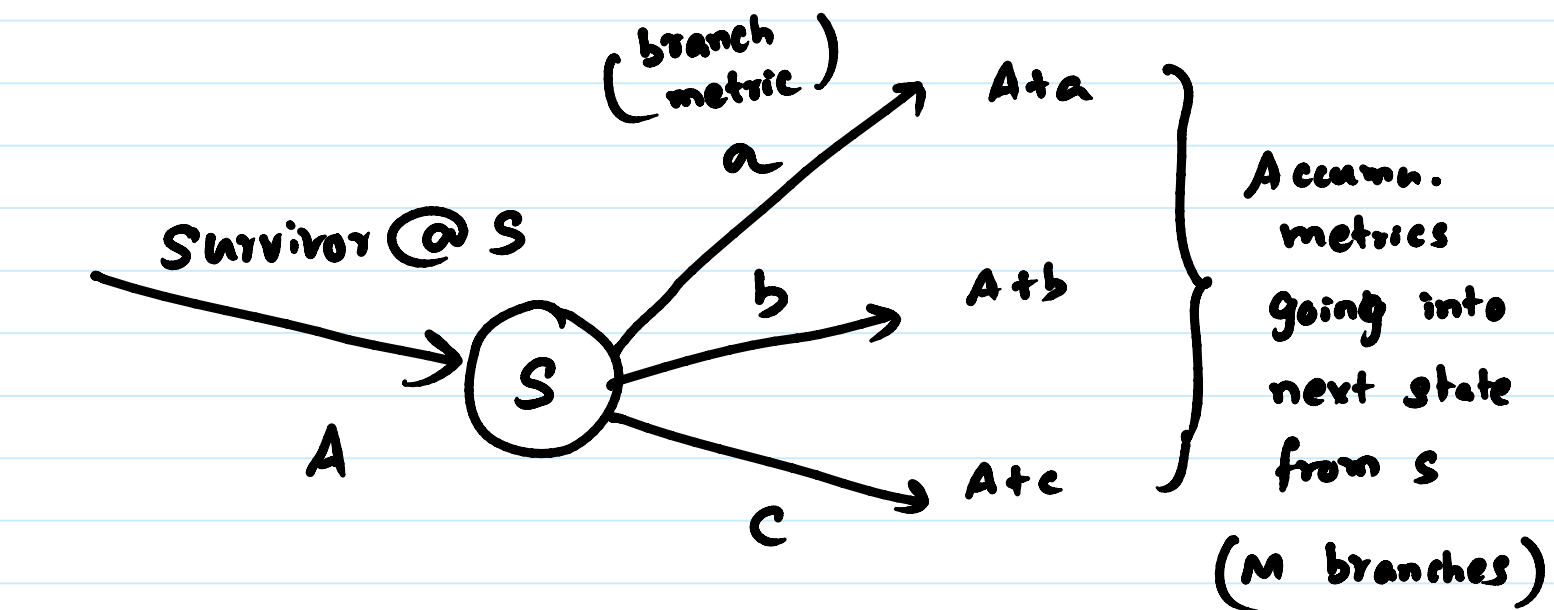 (branch
metric)
a
A+a
Survivor @ S
b
A+b
S
A
c
A+c
Accumn.
metrics
going into
next state
from s
(M branches)